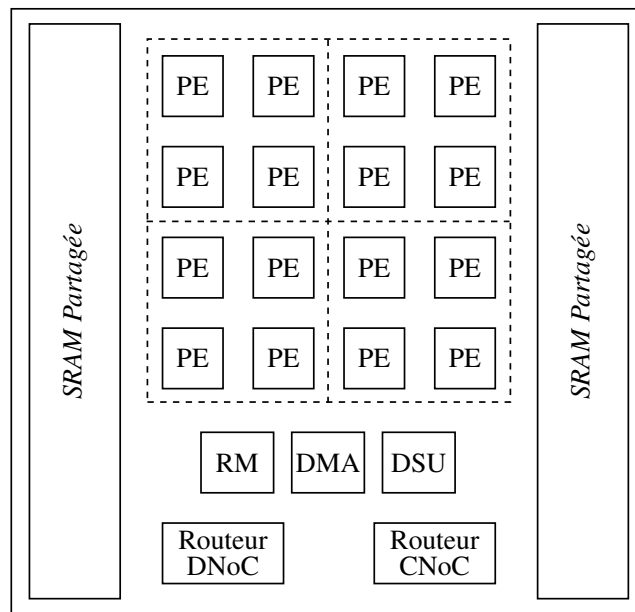 PE PE PE PE
PE PE PE PE
PE PE PE PE
PE PE PE PE
SRAM Partagée
SRAM Partagée
RM DMA DSU
Routeur
DNoC
Routeur
CNoC